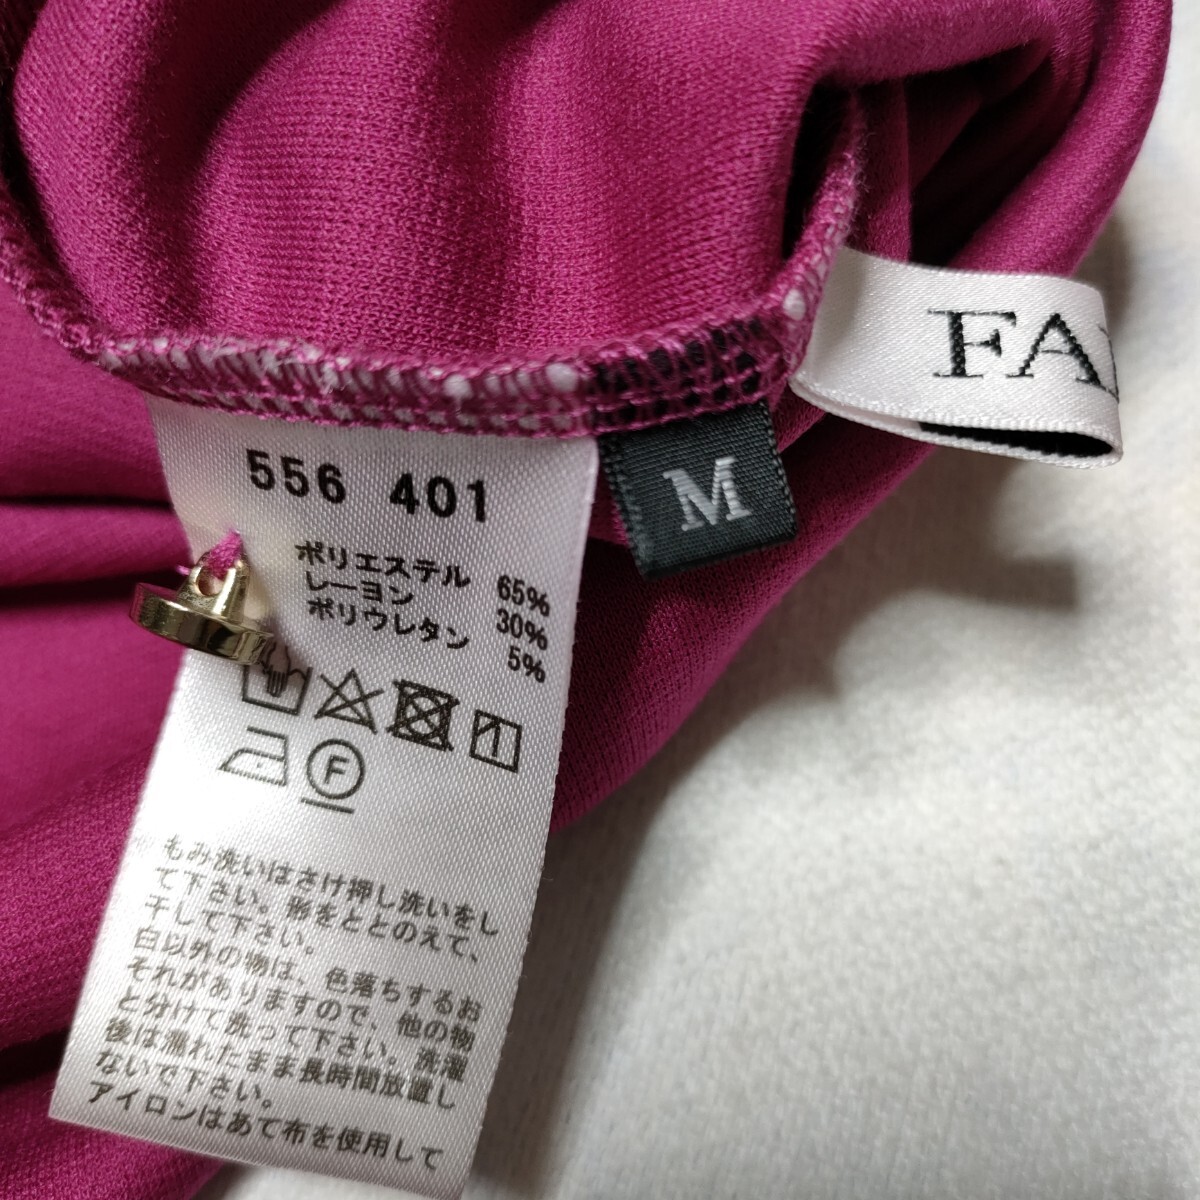 556 401
ポリエステル 65%
レーヨン 30%
ポリウレタン 5%
1
F
もみ洗いはさけ押し洗いをし
て下さい。形をととのえて、
干して下さい。
白以外の物は、色落ちするお
それがありますので、他の物
と分けて洗って下さい。洗濯
後は濡れたまま長時間放置し
ないで下さい。
アイロンはあて布を使用して
M
FA